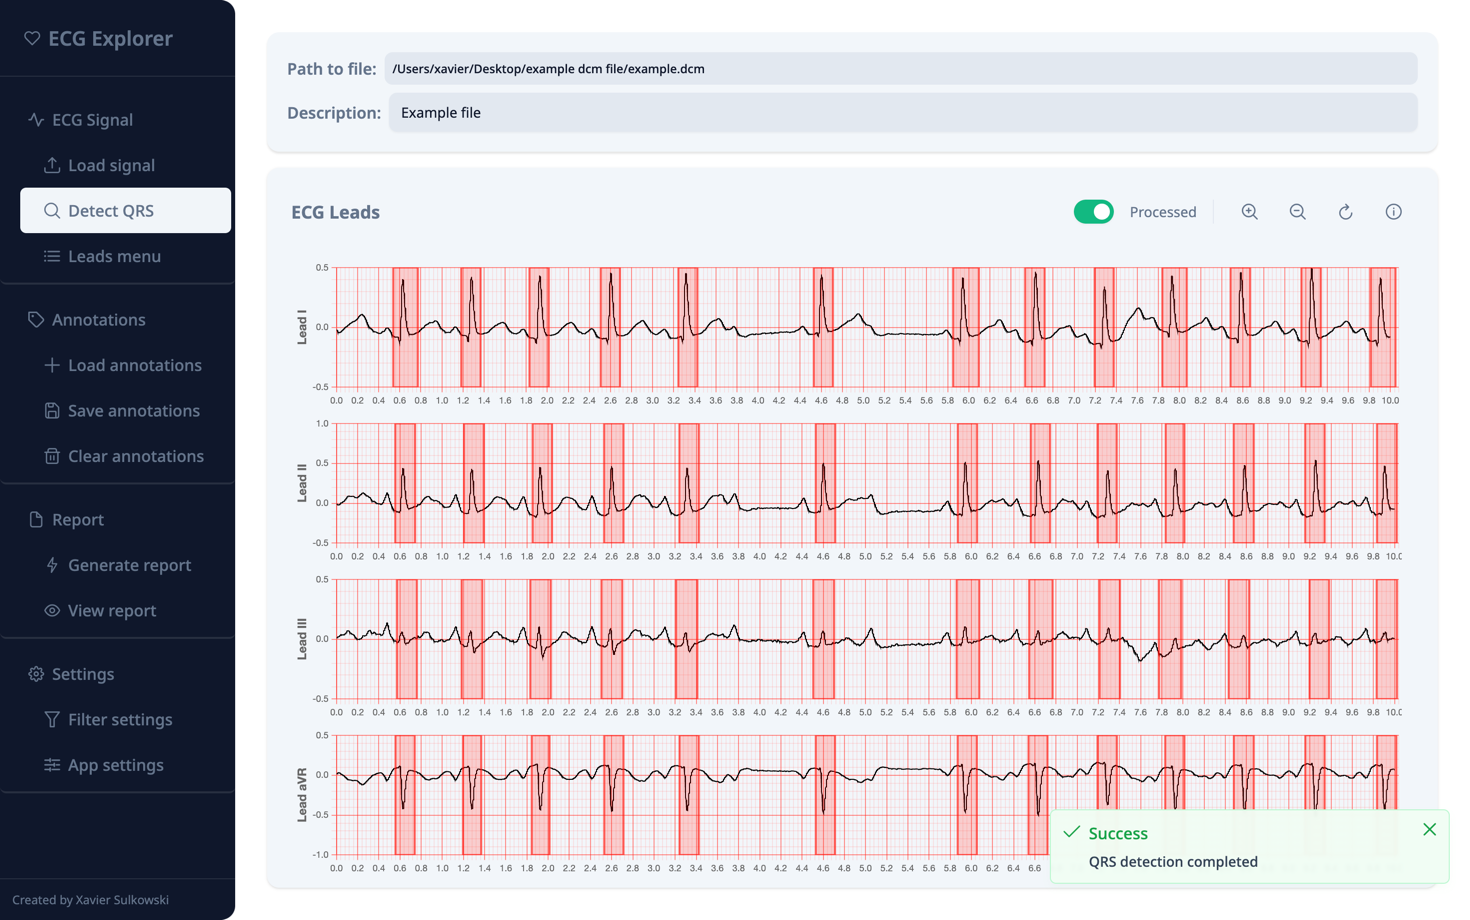 ECG Explorer
ECG Signal
Load signal
Detect QRS
Leads menu
Annotations
Load annotations
Save annotations
Clear annotations
Report
Generate report
View report
Settings
Filter settings
App settings
Created by Xavier Sulkowski
Path to file: /Users/xavier/Desktop/example dcm file/example.dcm
Description: Example file
ECG Leads
Processed
Lead I
0.5
0.0
-0.5
0.0 0.2 0.4 0.6 0.8 1.0 1.2 1.4 1.6 1.8 2.0 2.2 2.4 2.6 2.8 3.0 3.2 3.4 3.6 3.8 4.0 4.2 4.4 4.6 4.8 5.0 5.2 5.4 5.6 5.8 6.0 6.2 6.4 6.6 6.8 7.0 7.2 7.4 7.6 7.8 8.0 8.2 8.4 8.6 8.8 9.0 9.2 9.4 9.6 9.8 10.0
Lead II
1.0
0.5
0.0
-0.5
0.0 0.2 0.4 0.6 0.8 1.0 1.2 1.4 1.6 1.8 2.0 2.2 2.4 2.6 2.8 3.0 3.2 3.4 3.6 3.8 4.0 4.2 4.4 4.6 4.8 5.0 5.2 5.4 5.6 5.8 6.0 6.2 6.4 6.6 6.8 7.0 7.2 7.4 7.6 7.8 8.0 8.2 8.4 8.6 8.8 9.0 9.2 9.4 9.6 9.8 10.0
Lead III
0.5
0.0
-0.5
0.0 0.2 0.4 0.6 0.8 1.0 1.2 1.4 1.6 1.8 2.0 2.2 2.4 2.6 2.8 3.0 3.2 3.4 3.6 3.8 4.0 4.2 4.4 4.6 4.8 5.0 5.2 5.4 5.6 5.8 6.0 6.2 6.4 6.6 6.8 7.0 7.2 7.4 7.6 7.8 8.0 8.2 8.4 8.6 8.8 9.0 9.2 9.4 9.6 9.8 10.0
Lead aVR
0.5
0.0
-0.5
-1.0
0.0 0.2 0.4 0.6 0.8 1.0 1.2 1.4 1.6 1.8 2.0 2.2 2.4 2.6 2.8 3.0 3.2 3.4 3.6 3.8 4.0 4.2 4.4 4.6 4.8 5.0 5.2 5.4 5.6 5.8 6.0 6.2 6.4 6.6
Success
QRS detection completed